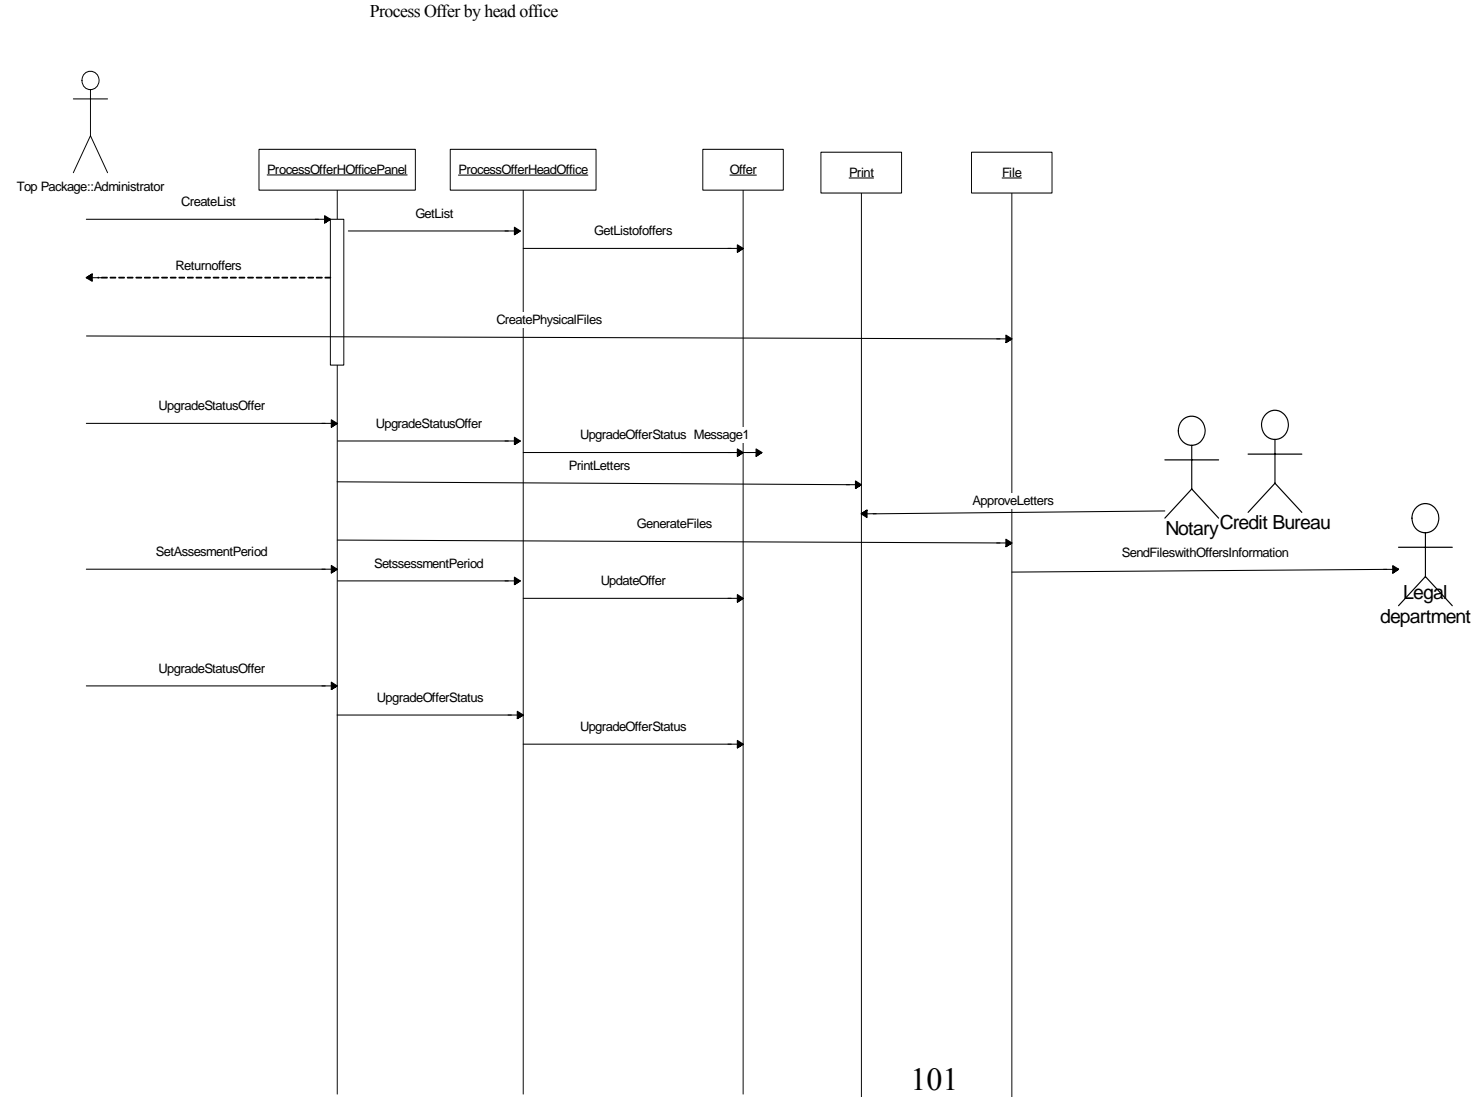 Process Offer by head office
Top Package::Administrator
ProcessOfferHOfficePanel
ProcessOfferHeadOffice
Offer
Print
File
CreateList
GetList
GetListofoffers
Returnoffers
CreatePhysicalFiles
UpgradeStatusOffer
UpgradeStatusOffer
UpgradeOfferStatus
Message1
PrintLetters
ApproveLetters
Notary
Credit Bureau
GenerateFiles
SetAssesmentPeriod
SetssessmentPeriod
SendFileswithOffersInformation
UpdateOffer
Legal
department
UpgradeStatusOffer
UpgradeOfferStatus
UpgradeOfferStatus
101